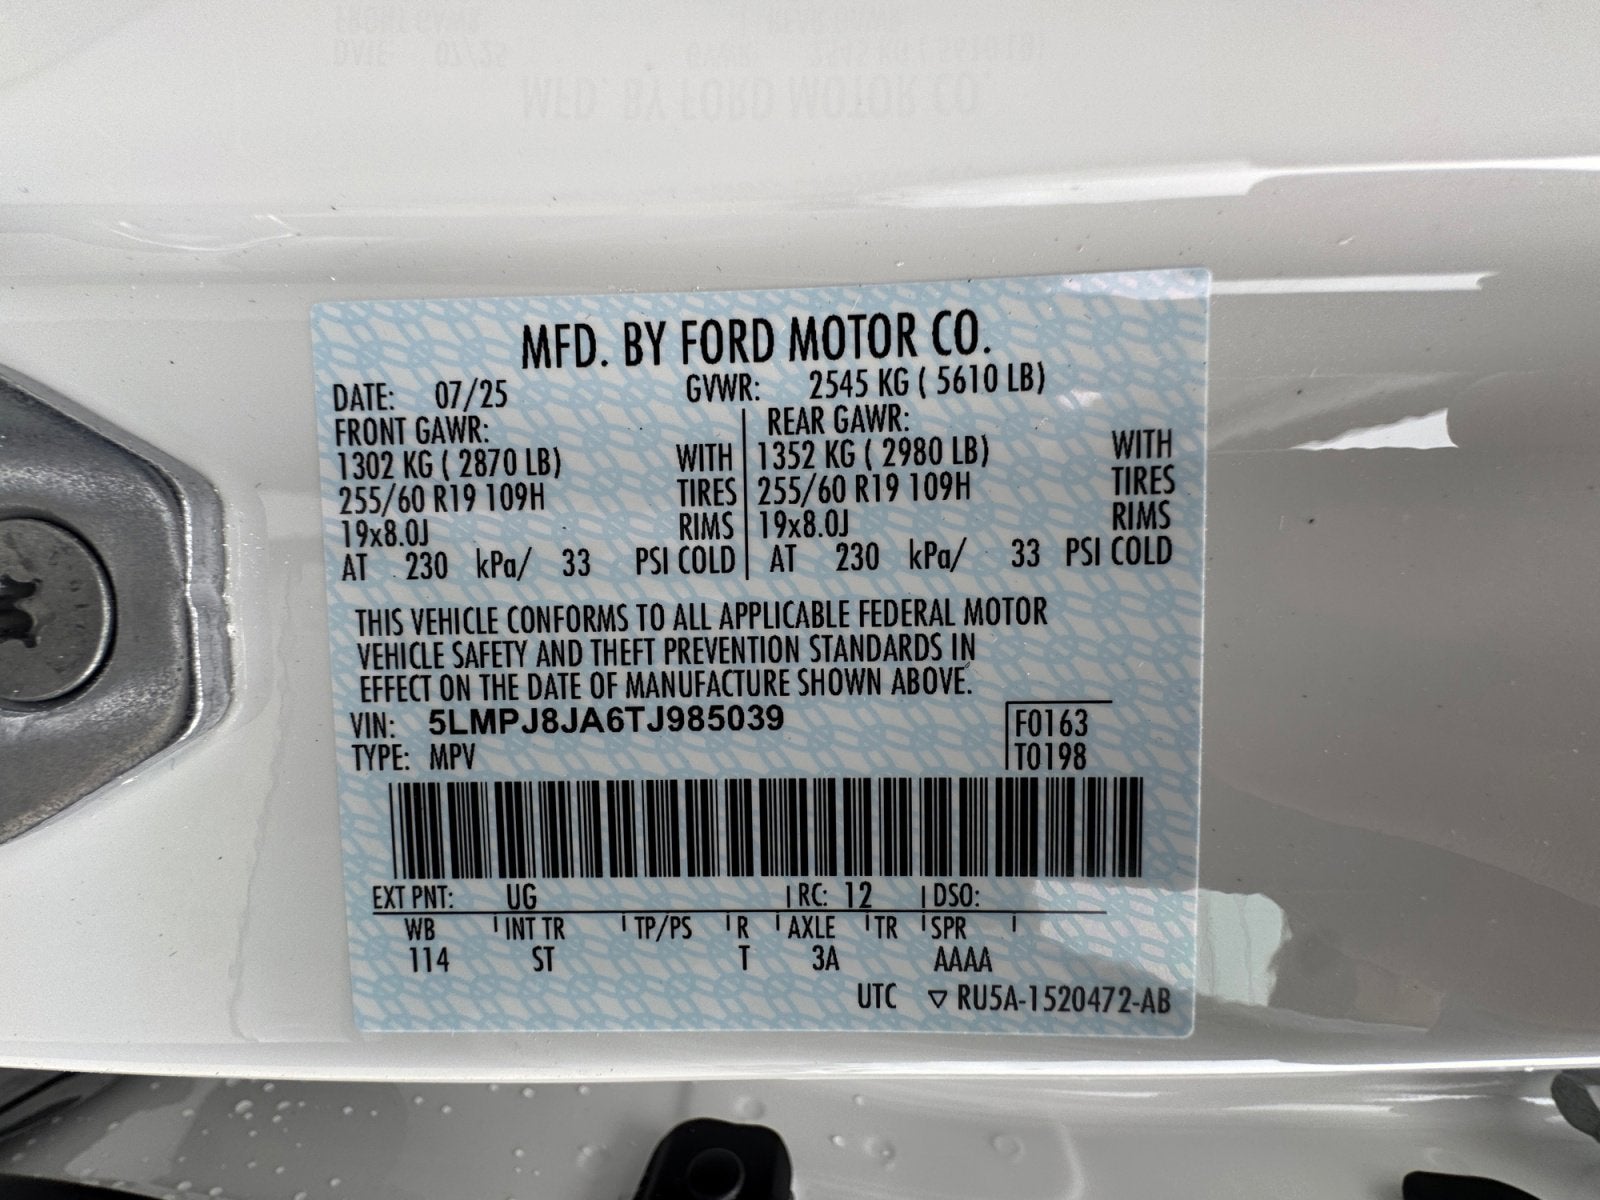 MFD. BY FORD MOTOR CO.
DATE: 07/25 GVWR: 2545 KG ( 5610 LB)
FRONT GAWR: REAR GAWR:
1302 KG ( 2870 LB) WITH 1352 KG ( 2980 LB) WITH
255/60 R19 109H TIRES 255/60 R19 109H TIRES
19x8.0J RIMS 19x8.0J RIMS
AT 230 kPa/ 33 PSI COLD AT 230 kPa/ 33 PSI COLD
THIS VEHICLE CONFORMS TO ALL APPLICABLE FEDERAL MOTOR
VEHICLE SAFETY AND THEFT PREVENTION STANDARDS IN
EFFECT ON THE DATE OF MANUFACTURE SHOWN ABOVE.
VIN: 5LMPJ8JA6TJ985039 F0163
TYPE: MPV T0198
EXT PNT: UG RC: 12 DSO:
WB INT TR TP/PS R AXLE TR SPR
114 ST T 3A AAAA
UTC ▽ RU5A-1520472-AB